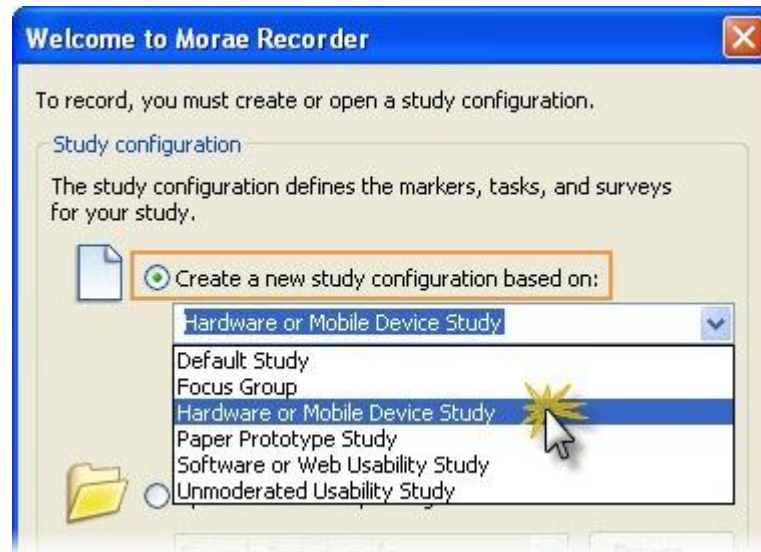 Welcome to Morae Recorder
To record, you must create or open a study configuration.
Study configuration
The study configuration defines the markers, tasks, and surveys
for your study.
Create a new study configuration based on:
Hardware or Mobile Device Study
Default Study
Focus Group
Hardware or Mobile Device Study
Paper Prototype Study
Software or Web Usability Study
Unmoderated Usability Study